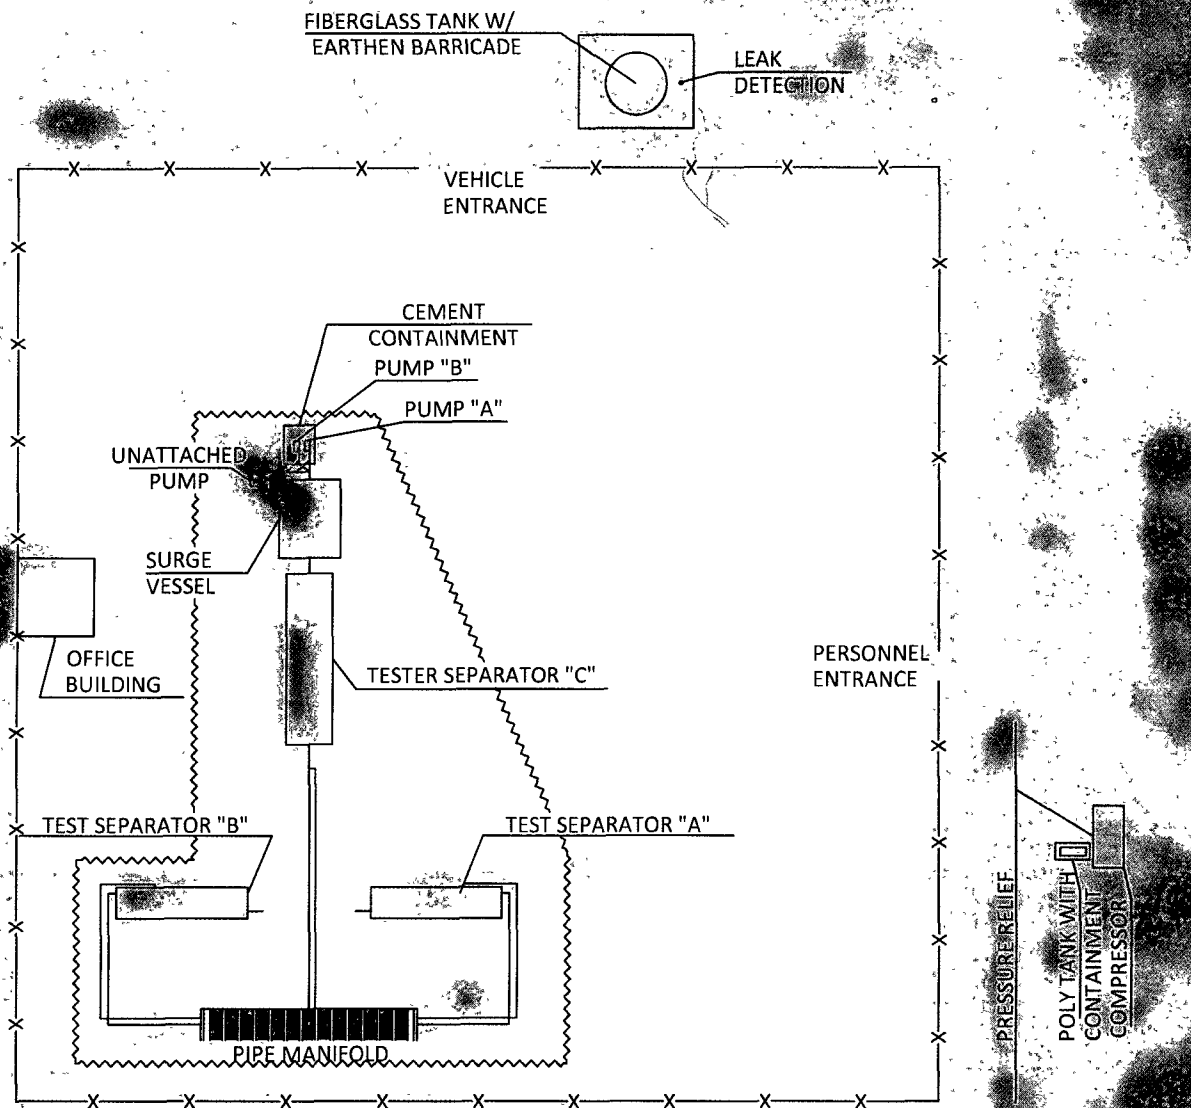 FIBERGLASS TANK W/
EARTHEN BARRICADE
LEAK
DETECTION
VEHICLE
ENTRANCE
CEMENT
CONTAINMENT
PUMP "B"
PUMP "A"
UNATTACHED
PUMP
SURGE
VESSEL
OFFICE
BUILDING
TESTER SEPARATOR "C"
PERSONNEL
ENTRANCE
TEST SEPARATOR "B"
TEST SEPARATOR "A"
PIPE MANIFOLD
PRESSURE RELIEF
POLY TANK WITH
CONTAINMENT
COMPRESSOR